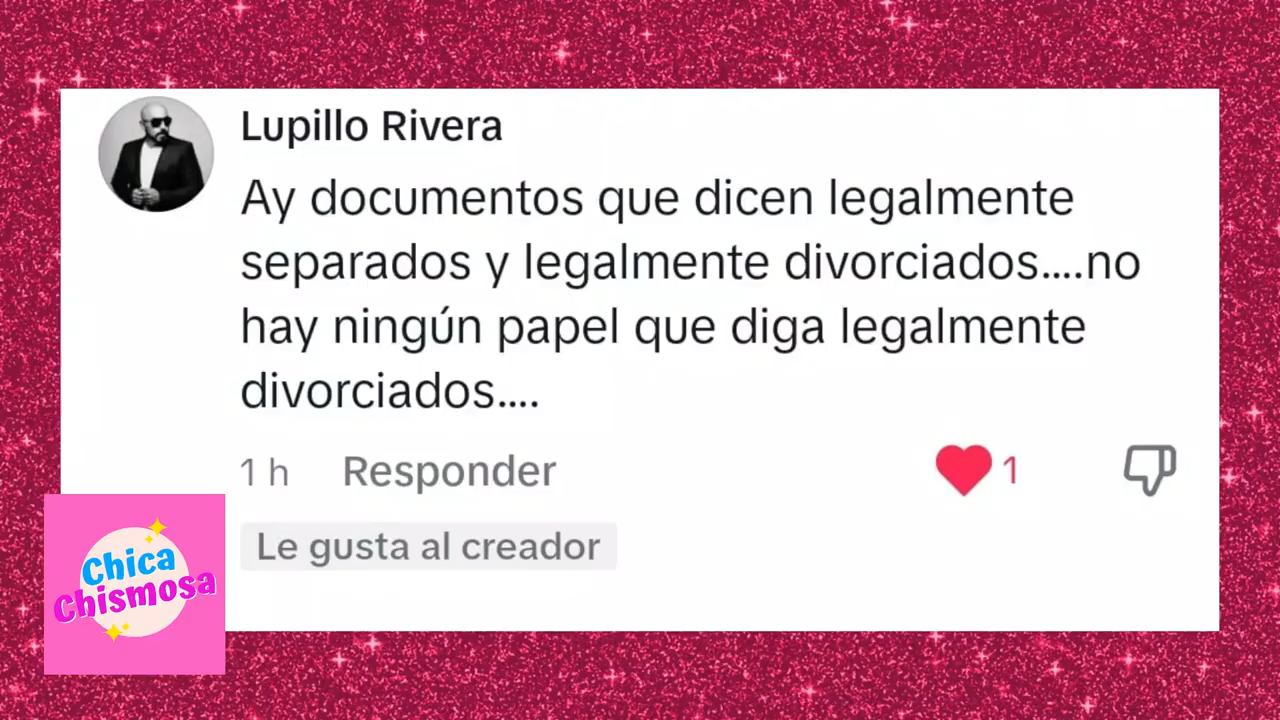 Lupillo Rivera
Ay documentos que dicen legalmente
separados y legalmente divorciados....no
hay ningún papel que diga legalmente
divorciados....
1 h Responder 1
Le gusta al creador
Chica
Chismosa